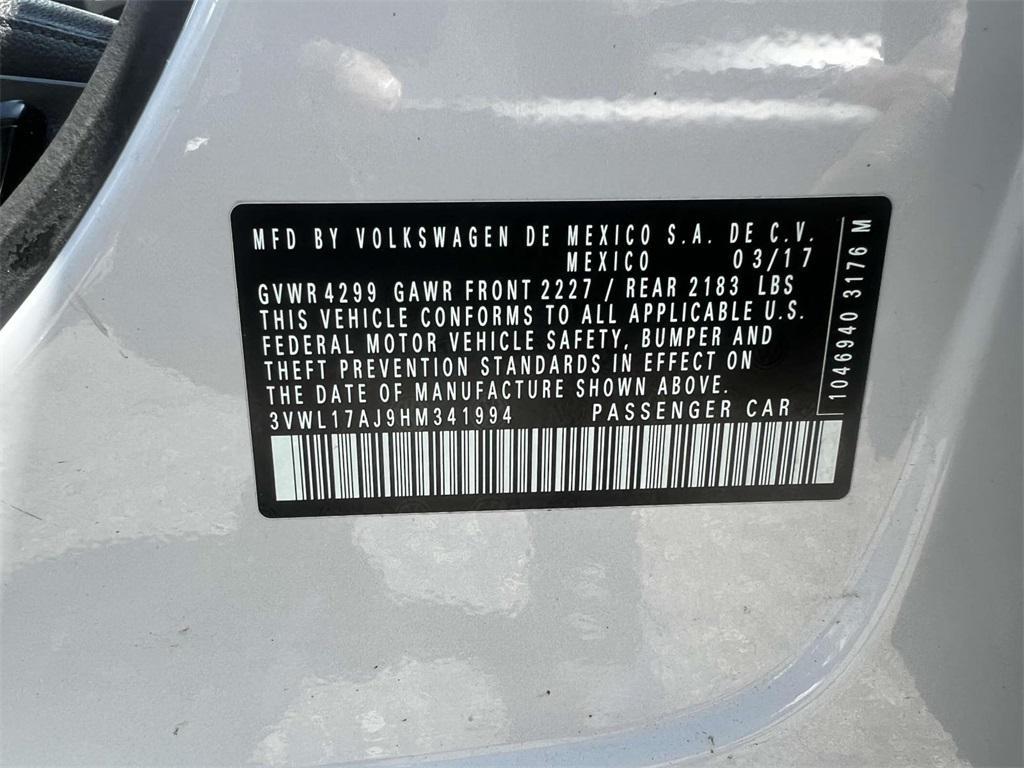 MFD BY VOLKSWAGEN DE MEXICO S.A. DE C.V.
MEXICO 03/17
GVWR 4299 GAWR FRONT 2227 / REAR 2183 LBS
THIS VEHICLE CONFORMS TO ALL APPLICABLE U.S.
FEDERAL MOTOR VEHICLE SAFETY, BUMPER AND
THEFT PREVENTION STANDARDS IN EFFECT ON
THE DATE OF MANUFACTURE SHOWN ABOVE.
3VWL17AJ9HM341994 PASSENGER CAR
1046940 3176 M